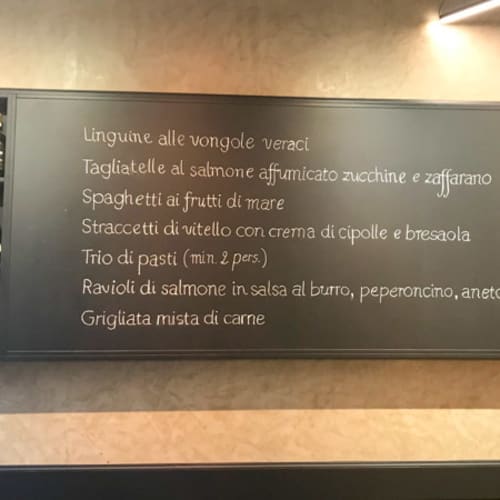 Linguine alle vongole veraci
Tagliatelle al salmone affumicato zucchine e zaffarano
Spaghetti ai frutti di mare
Straccetti di vitello con crema di cipolle e bresaola
Trio di pasti (min. 2 pers.)
Ravioli di salmone in salsa al burro, peperoncino, aneto
Grigliata mista di carne